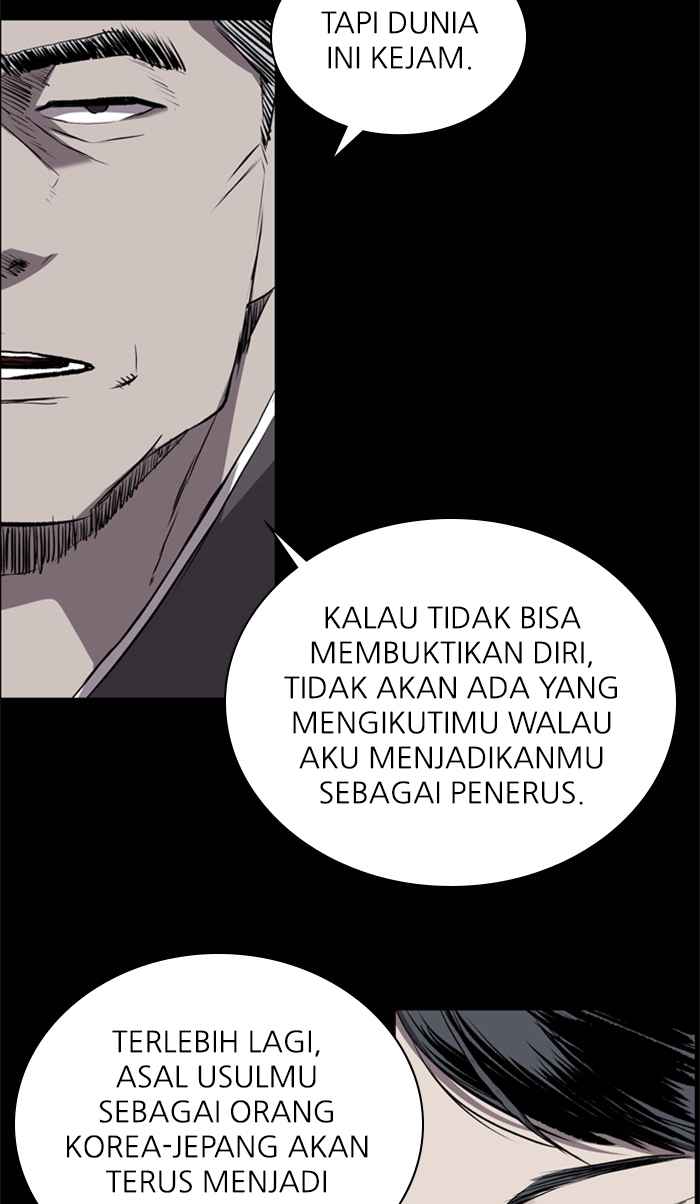 TAPI DUNIA
INI KEJAM.
KALAU TIDAK BISA
MEMBUKTIKAN DIRI,
TIDAK AKAN ADA YANG
MENGIKUTIMU WALAU
AKU MENJADIKANMU
SEBAGAI PENERUS.
TERLEBIH LAGI,
ASAL USULMU
SEBAGAI ORANG
KOREA-JEPANG AKAN
TERUS MENJADI